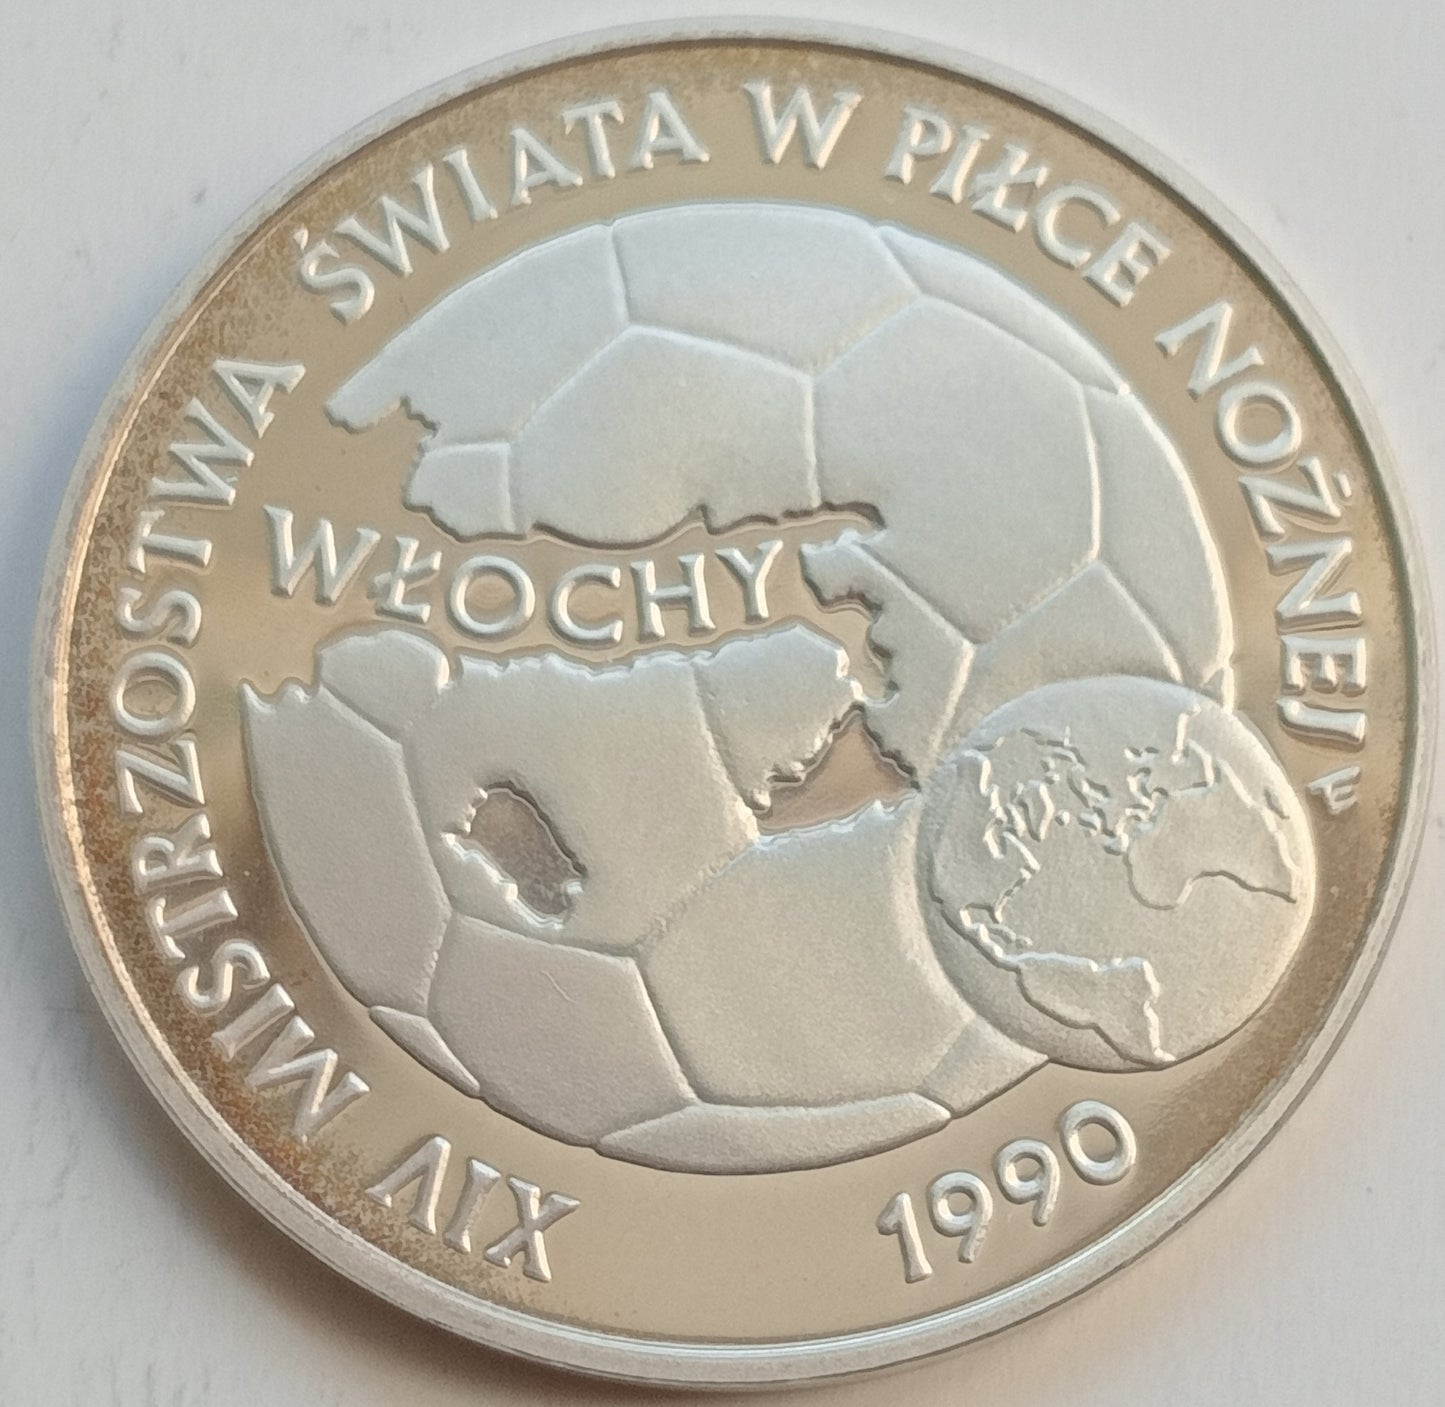 XIV MISTRZOSTWA ŚWIATA W PIŁCE NOŻNEJ
WŁOCHY
1990